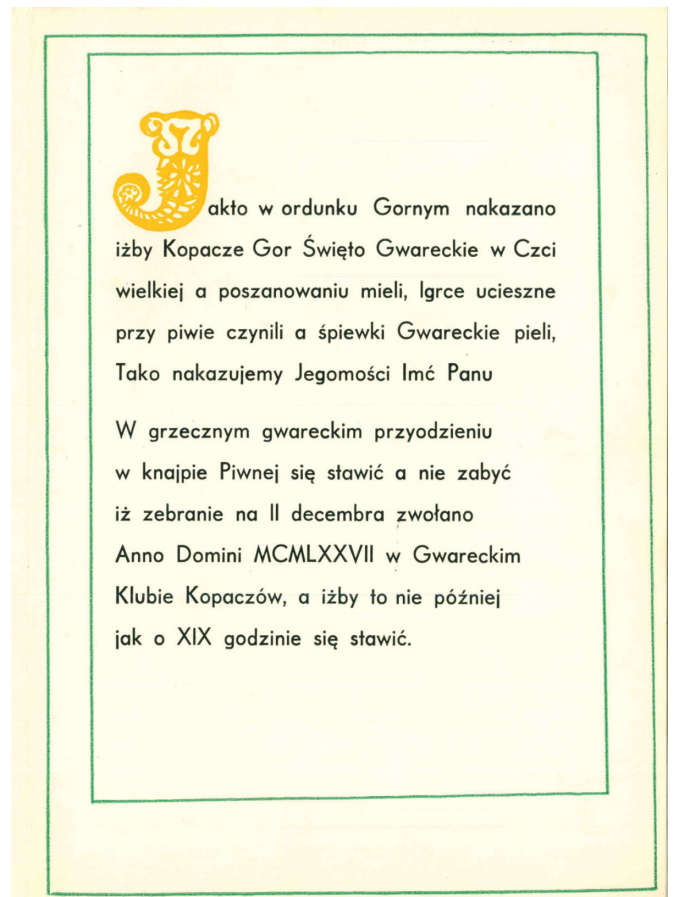 Jakto w ordunku Gornym nakazano
iżby Kopacze Gor Święto Gwareckie w Czci
wielkiej a poszanowaniu mieli, Igrce ucieszne
przy piwie czynili a śpiewki Gwareckie pieli,
Tako nakazujemy Jegomości Imć Panu
W grzecznym gwareckim przyodzieniu
w knajpie Piwnej się stawić a nie zabyć
iż zebranie na II decembra zwołano
Anno Domini MCMLXXVII w Gwareckim
Klubie Kopaczów, a iżby to nie później
jak o XIX godzinie się stawić.